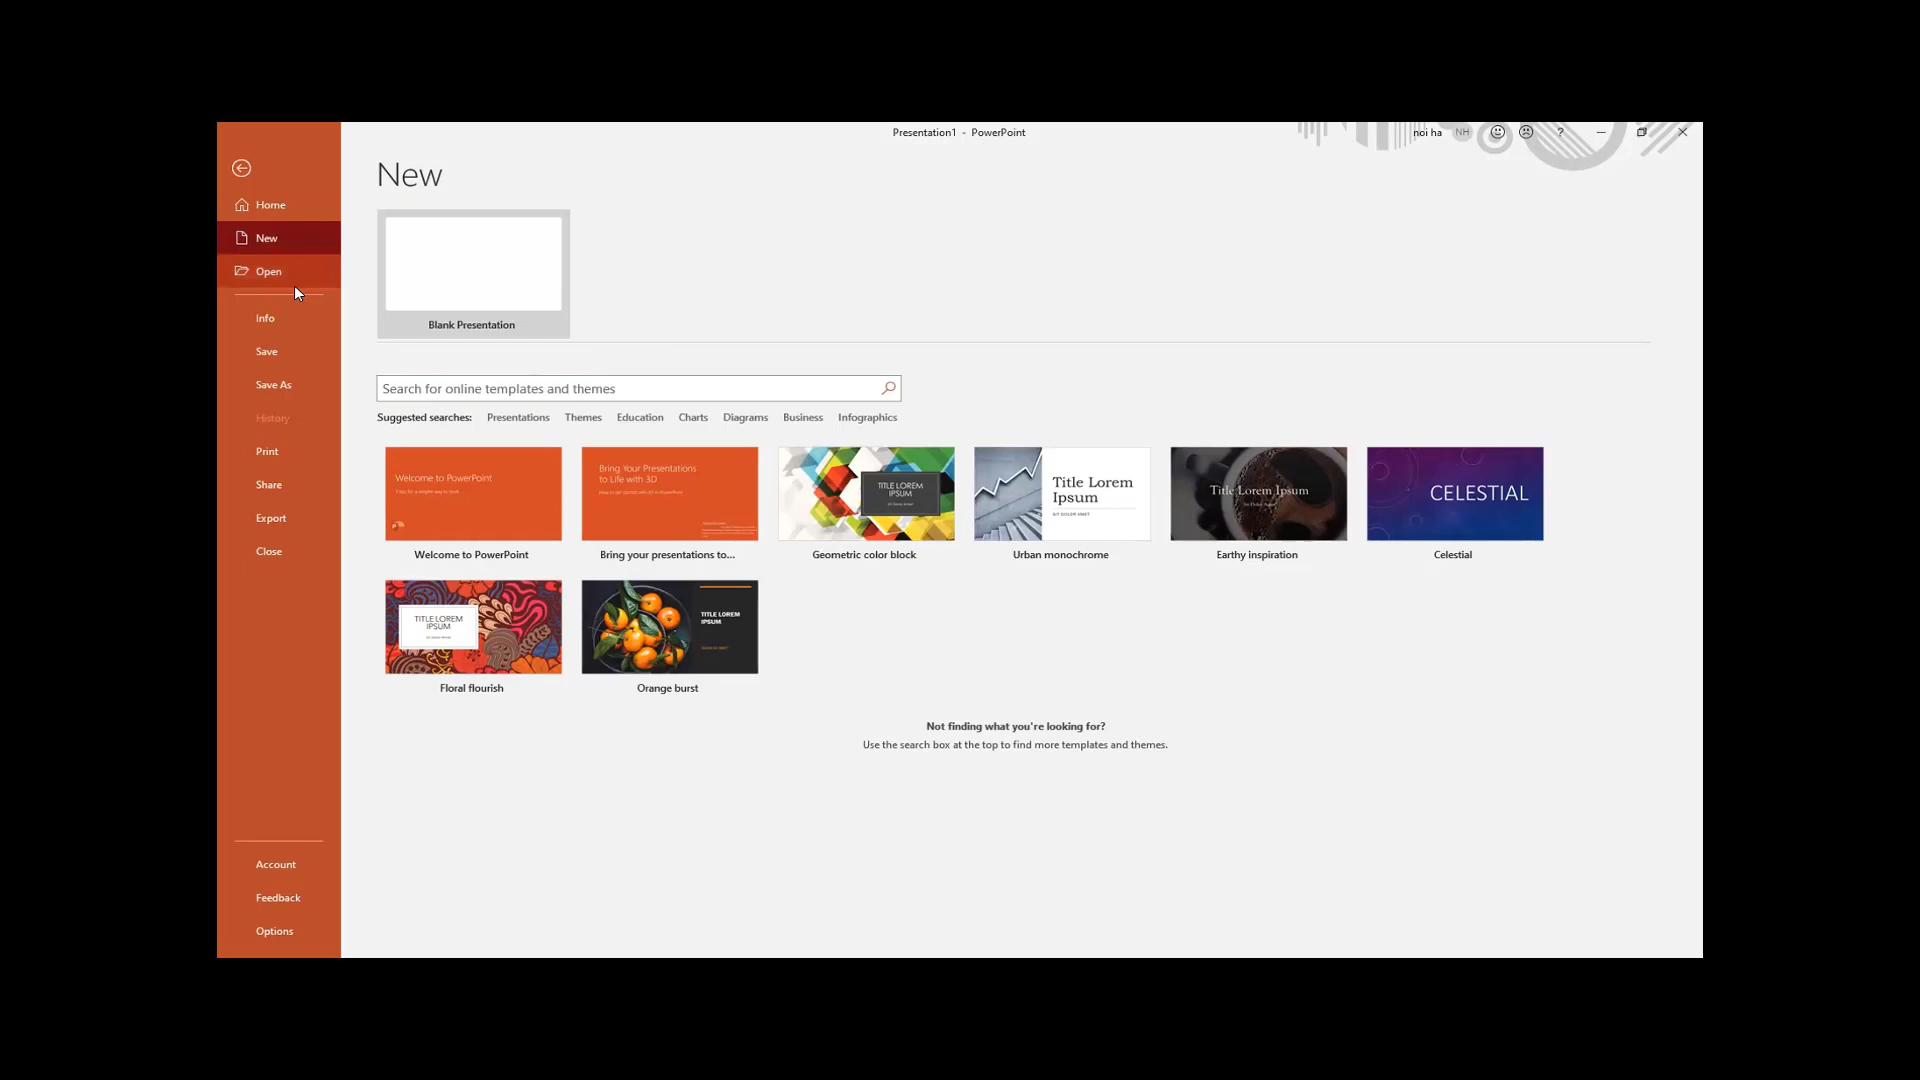 Presentation1 - PowerPoint
noi ha NH
?
New
Home
New
Open
Info
Save
Save As
History
Print
Share
Export
Close
Account
Feedback
Options
Blank Presentation
Search for online templates and themes
Suggested searches: Presentations Themes Education Charts Diagrams Business Infographics
Welcome to PowerPoint
Welcome to PowerPoint
Bring Your Presentations
to Life with 3D
Bring your presentations to...
TITLE LOREM
IPSUM
Geometric color block
Title Lorem
Ipsum
SIT DOLOR AMET
Urban monochrome
Title Lorem Ipsum
Earthy inspiration
CELESTIAL
Celestial
TITLE LOREM
IPSUM
Floral flourish
TITLE LOREM
IPSUM
Orange burst
Not finding what you're looking for?
Use the search box at the top to find more templates and themes.